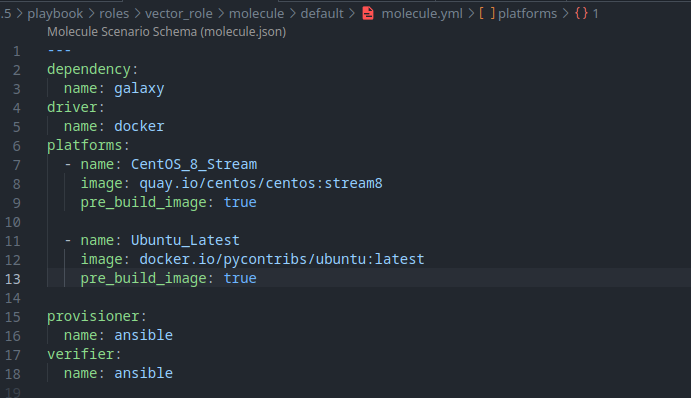 .5 > playbook > roles > vector_role > molecule > default > molecule.yml > [ ] platforms > { } 1
Molecule Scenario Schema (molecule.json)
1 ---
2 dependency:
3   name: galaxy
4 driver:
5   name: docker
6 platforms:
7   - name: CentOS_8_Stream
8     image: quay.io/centos/centos:stream8
9     pre_build_image: true
10
11   - name: Ubuntu_Latest
12     image: docker.io/pycontribs/ubuntu:latest
13     pre_build_image: true
14
15 provisioner:
16   name: ansible
17 verifier:
18   name: ansible
19